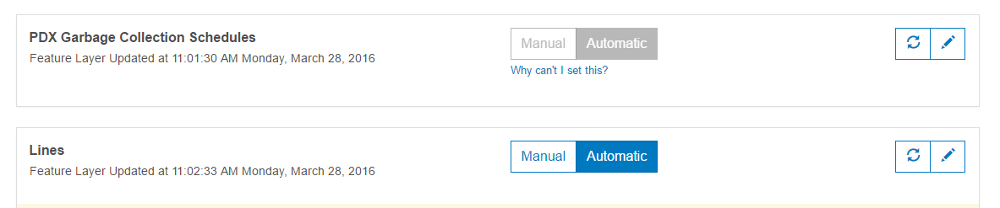 PDX Garbage Collection Schedules
Feature Layer Updated at 11:01:30 AM Monday, March 28, 2016
Manual Automatic
Why can't I set this?
Lines
Feature Layer Updated at 11:02:33 AM Monday, March 28, 2016
Manual Automatic